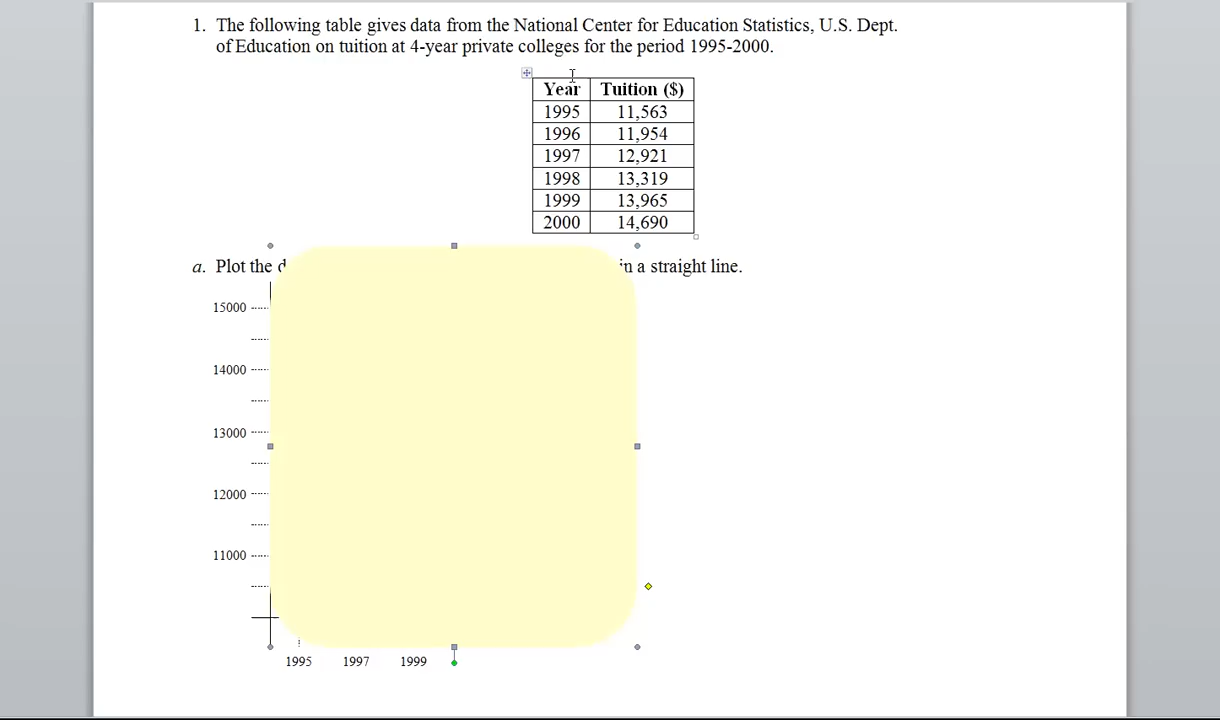 1. The following table gives data from the National Center for Education Statistics, U.S. Dept.
of Education on tuition at 4-year private colleges for the period 1995-2000.
Year Tuition ($)
1995 11,563
1996 11,954
1997 12,921
1998 13,319
1999 13,965
2000 14,690
a. Plot the
in a straight line.
15000
14000
13000
12000
11000
1995 1997 1999